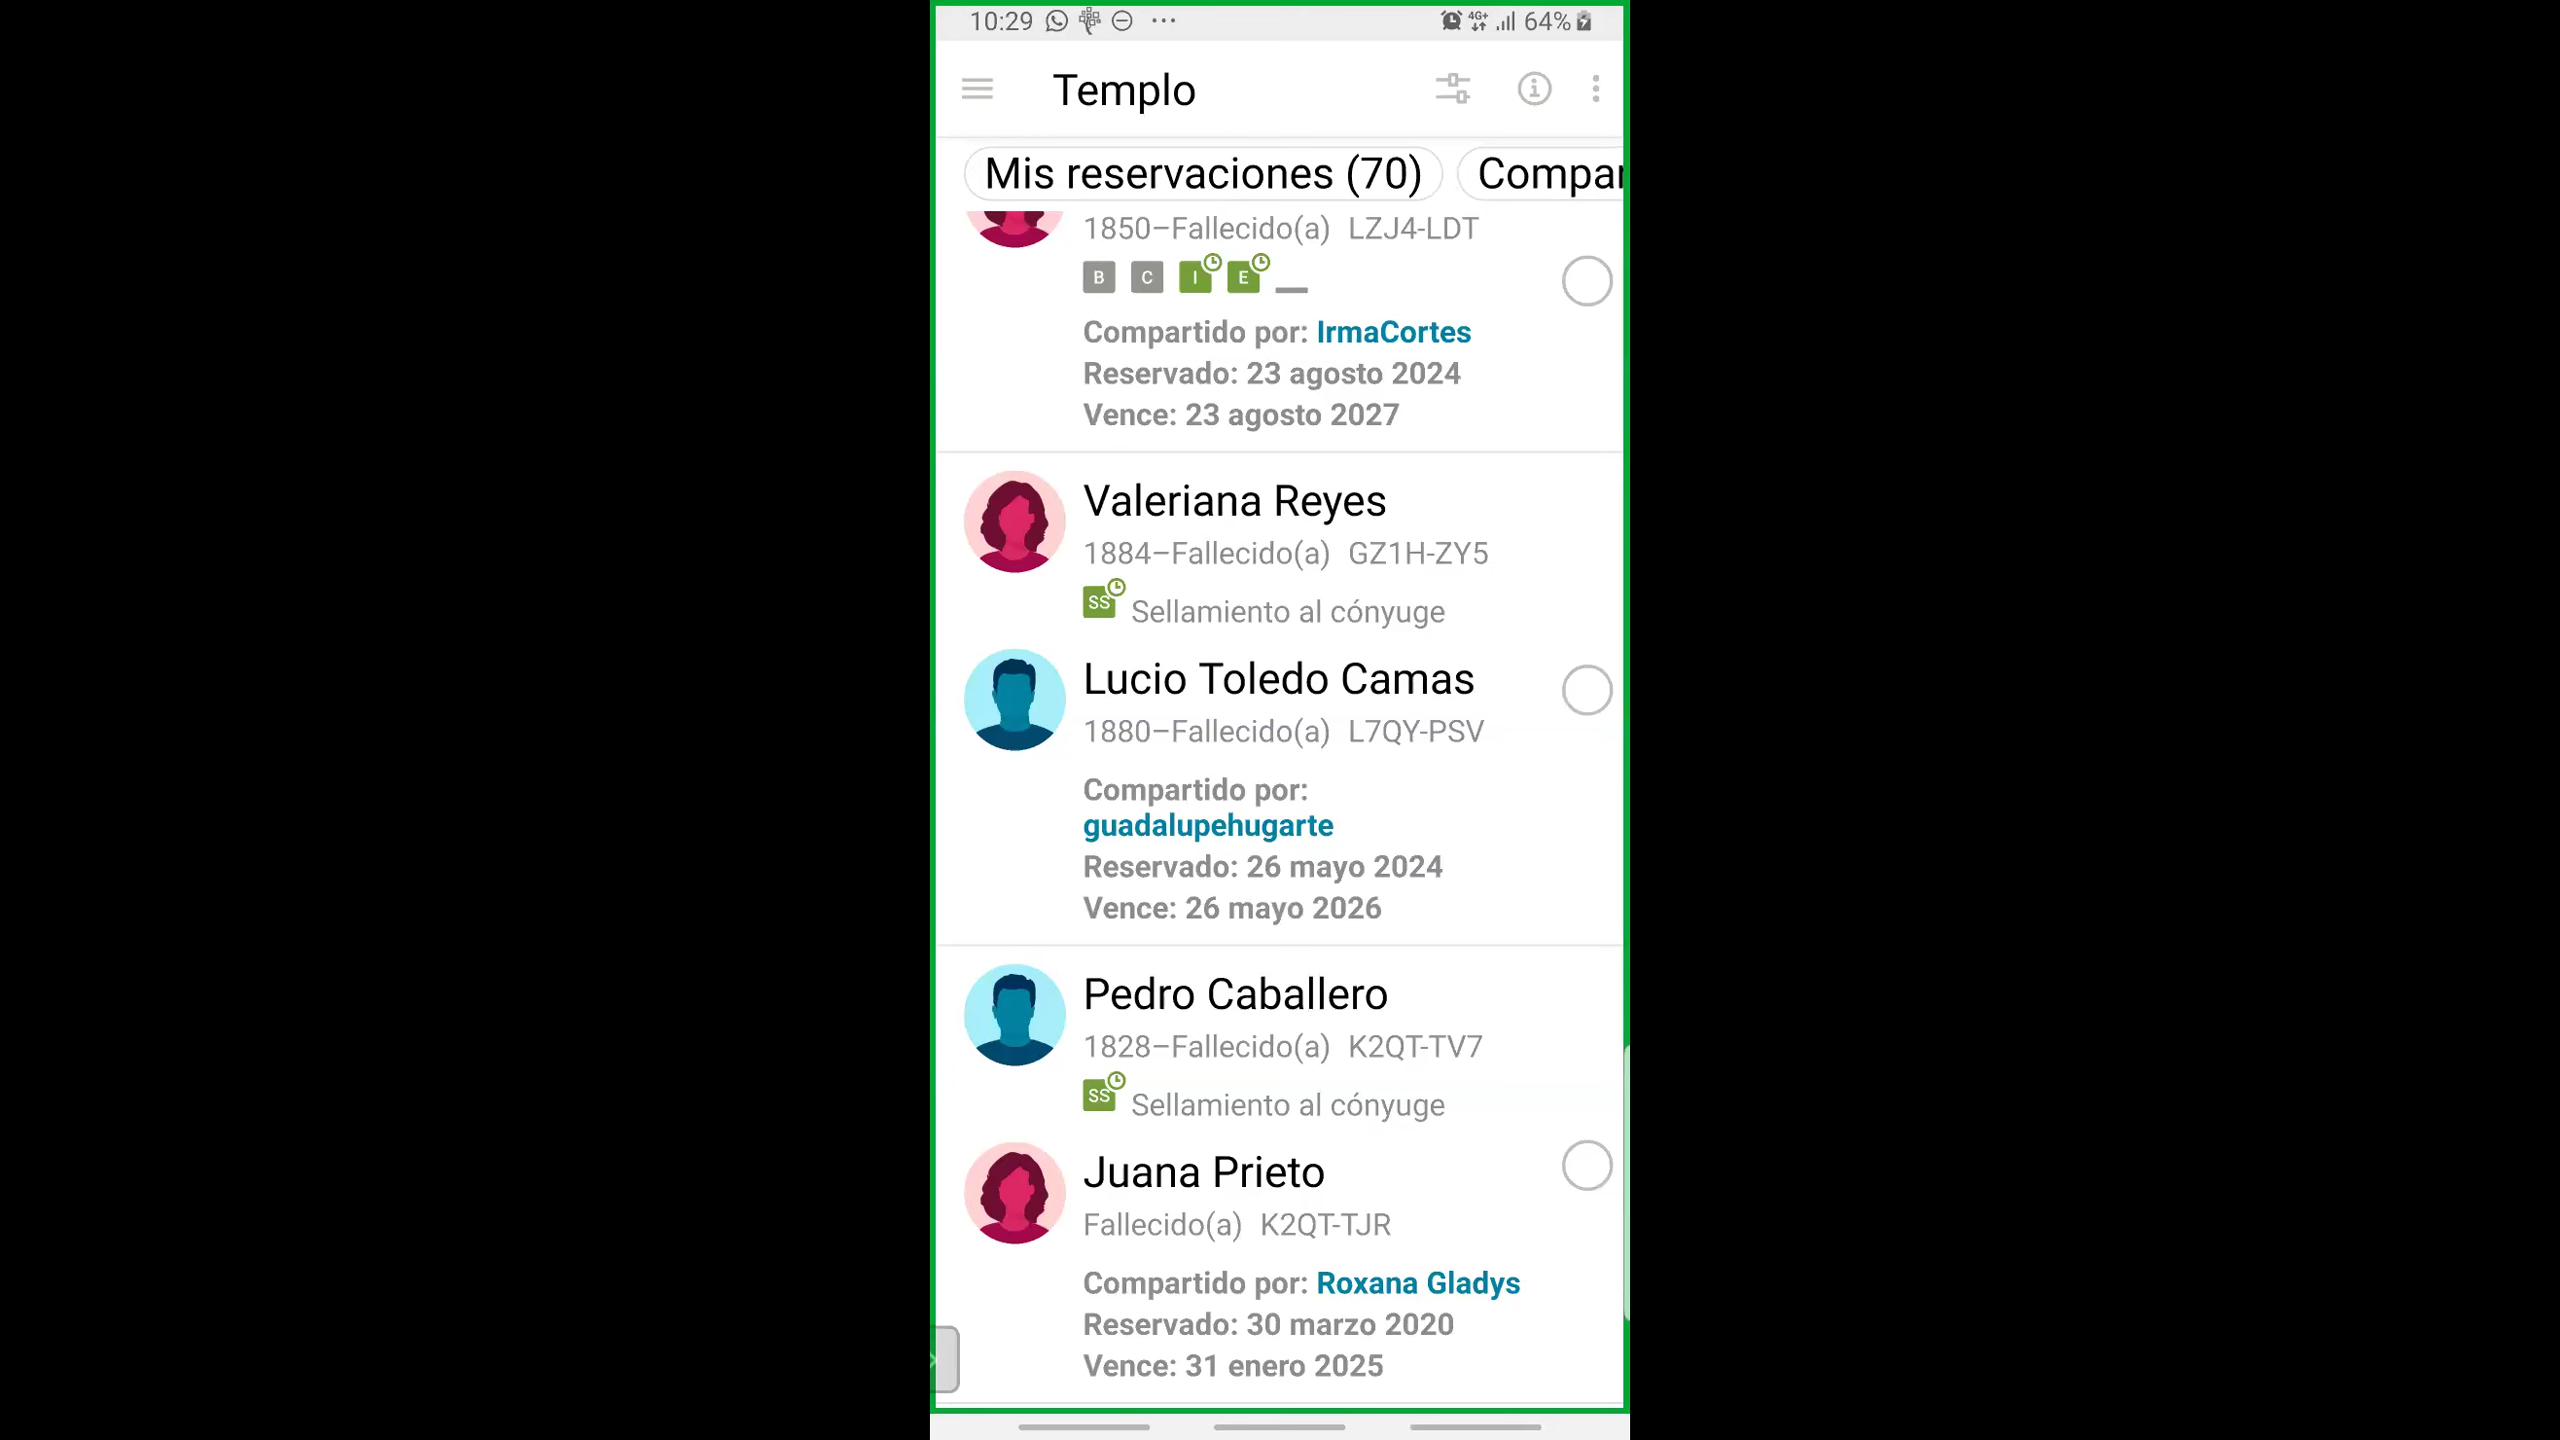 10:29 64%
Templo
Mis reservaciones (70) Compar
1850–Fallecido(a) LZJ4-LDT
B C I E
Compartido por: IrmaCortes
Reservado: 23 agosto 2024
Vence: 23 agosto 2027
Valeriana Reyes
1884–Fallecido(a) GZ1H-ZY5
SS Sellamiento al cónyuge
Lucio Toledo Camas
1880–Fallecido(a) L7QY-PSV
Compartido por:
guadalupehugarte
Reservado: 26 mayo 2024
Vence: 26 mayo 2026
Pedro Caballero
1828–Fallecido(a) K2QT-TV7
SS Sellamiento al cónyuge
Juana Prieto
Fallecido(a) K2QT-TJR
Compartido por: Roxana Gladys
Reservado: 30 marzo 2020
Vence: 31 enero 2025